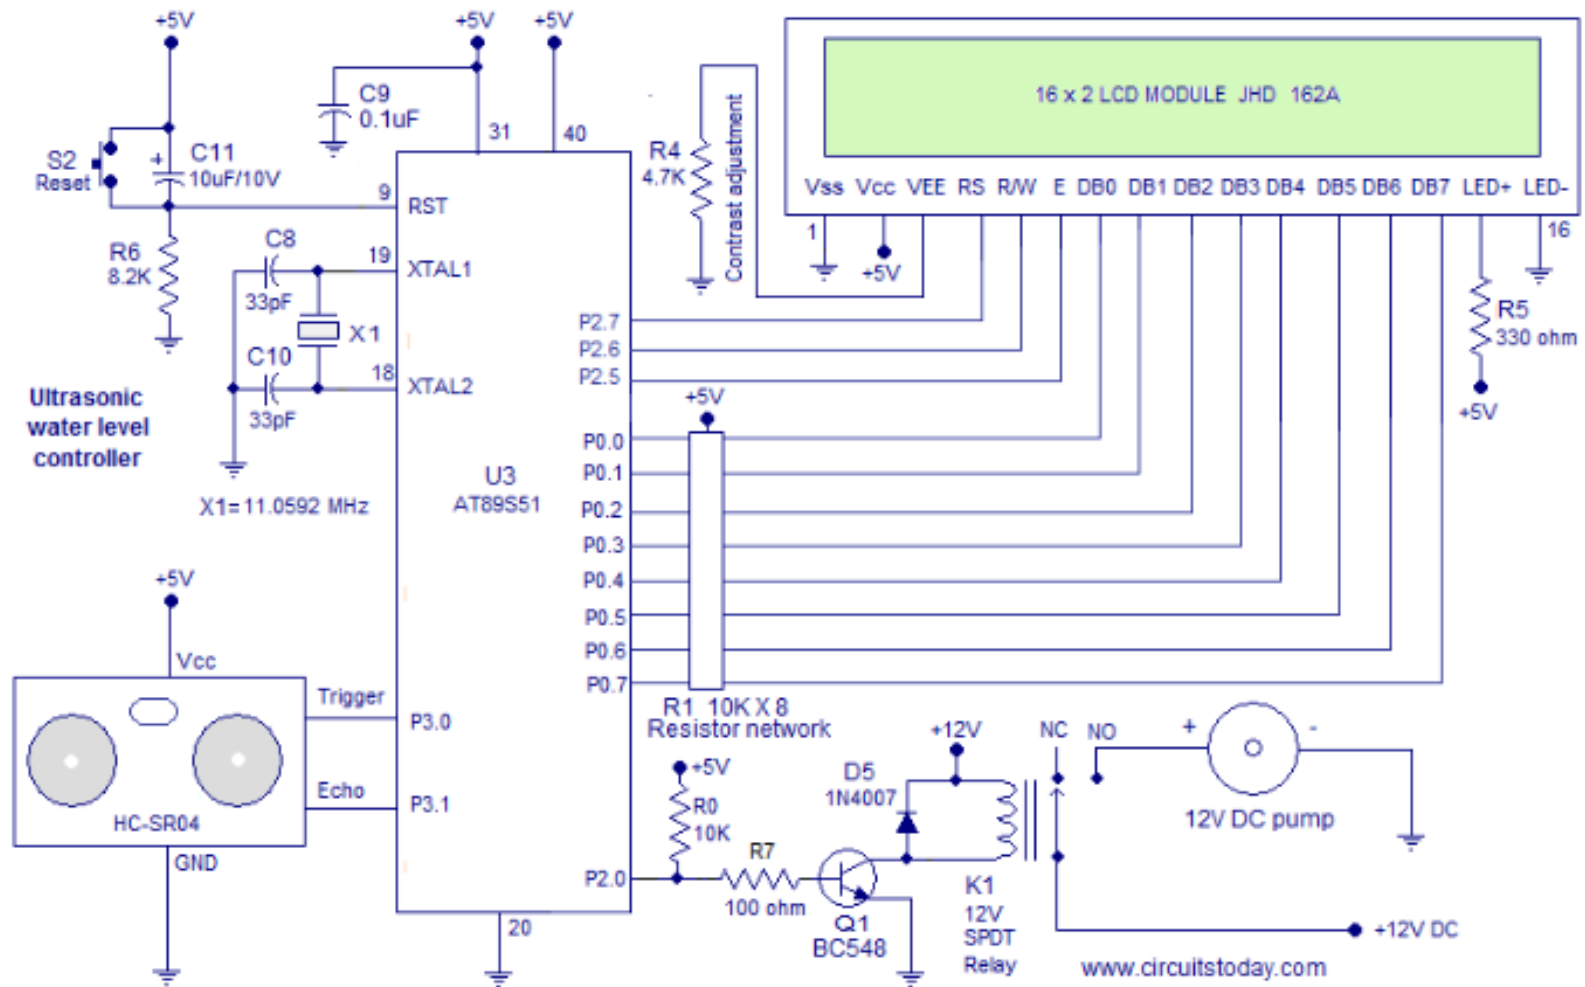 +5V
+5V
+5V
C9
0.1uF
31
40
S2
Reset
+
C11
10uF/10V
9
RST
R6
8.2K
C8
33pF
19
XTAL1
X1
C10
33pF
18
XTAL2
Ultrasonic
water level
controller
X1= 11.0592 MHz
U3
AT89S51
R4
4.7K
Contrast adjustment
16 x 2 LCD MODULE JHD 162A
Vss Vcc VEE RS R/W E DB0 DB1 DB2 DB3 DB4 DB5 DB6 DB7 LED+ LED-
1
16
+5V
R5
330 ohm
+5V
P2.7
P2.6
P2.5
+5V
P0.0
P0.1
P0.2
P0.3
P0.4
P0.5
P0.6
P0.7
R1 10K X 8
Resistor network
+5V
Vcc
Trigger
P3.0
Echo
P3.1
HC-SR04
GND
20
+5V
R0
10K
P2.0
R7
100 ohm
Q1
BC548
D5
1N4007
+12V
K1
12V
SPDT
Relay
NC
NO
+
-
12V DC pump
+12V DC
www.circuitstoday.com